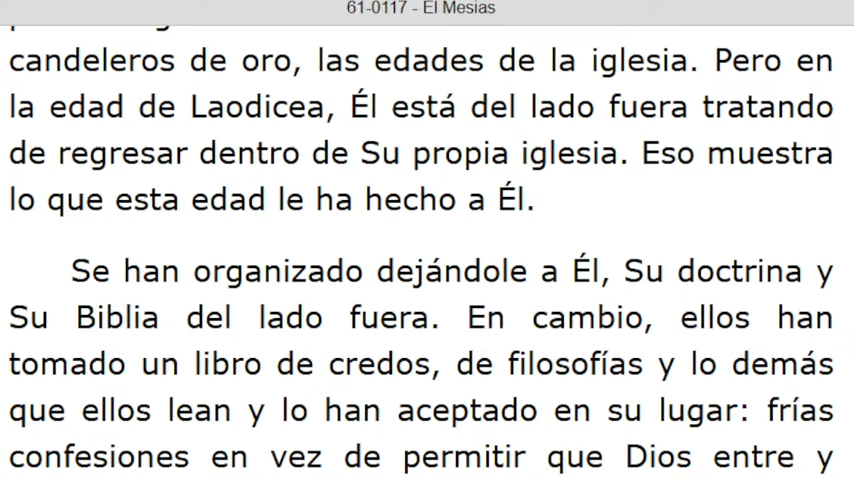 61-0117 - El Mesias
candeleros de oro, las edades de la iglesia. Pero en
la edad de Laodicea, Él está del lado fuera tratando
de regresar dentro de Su propia iglesia. Eso muestra
lo que esta edad le ha hecho a Él.
Se han organizado dejándole a Él, Su doctrina y
Su Biblia del lado fuera. En cambio, ellos han
tomado un libro de credos, de filosofías y lo demás
que ellos lean y lo han aceptado en su lugar: frías
confesiones en vez de permitir que Dios entre y